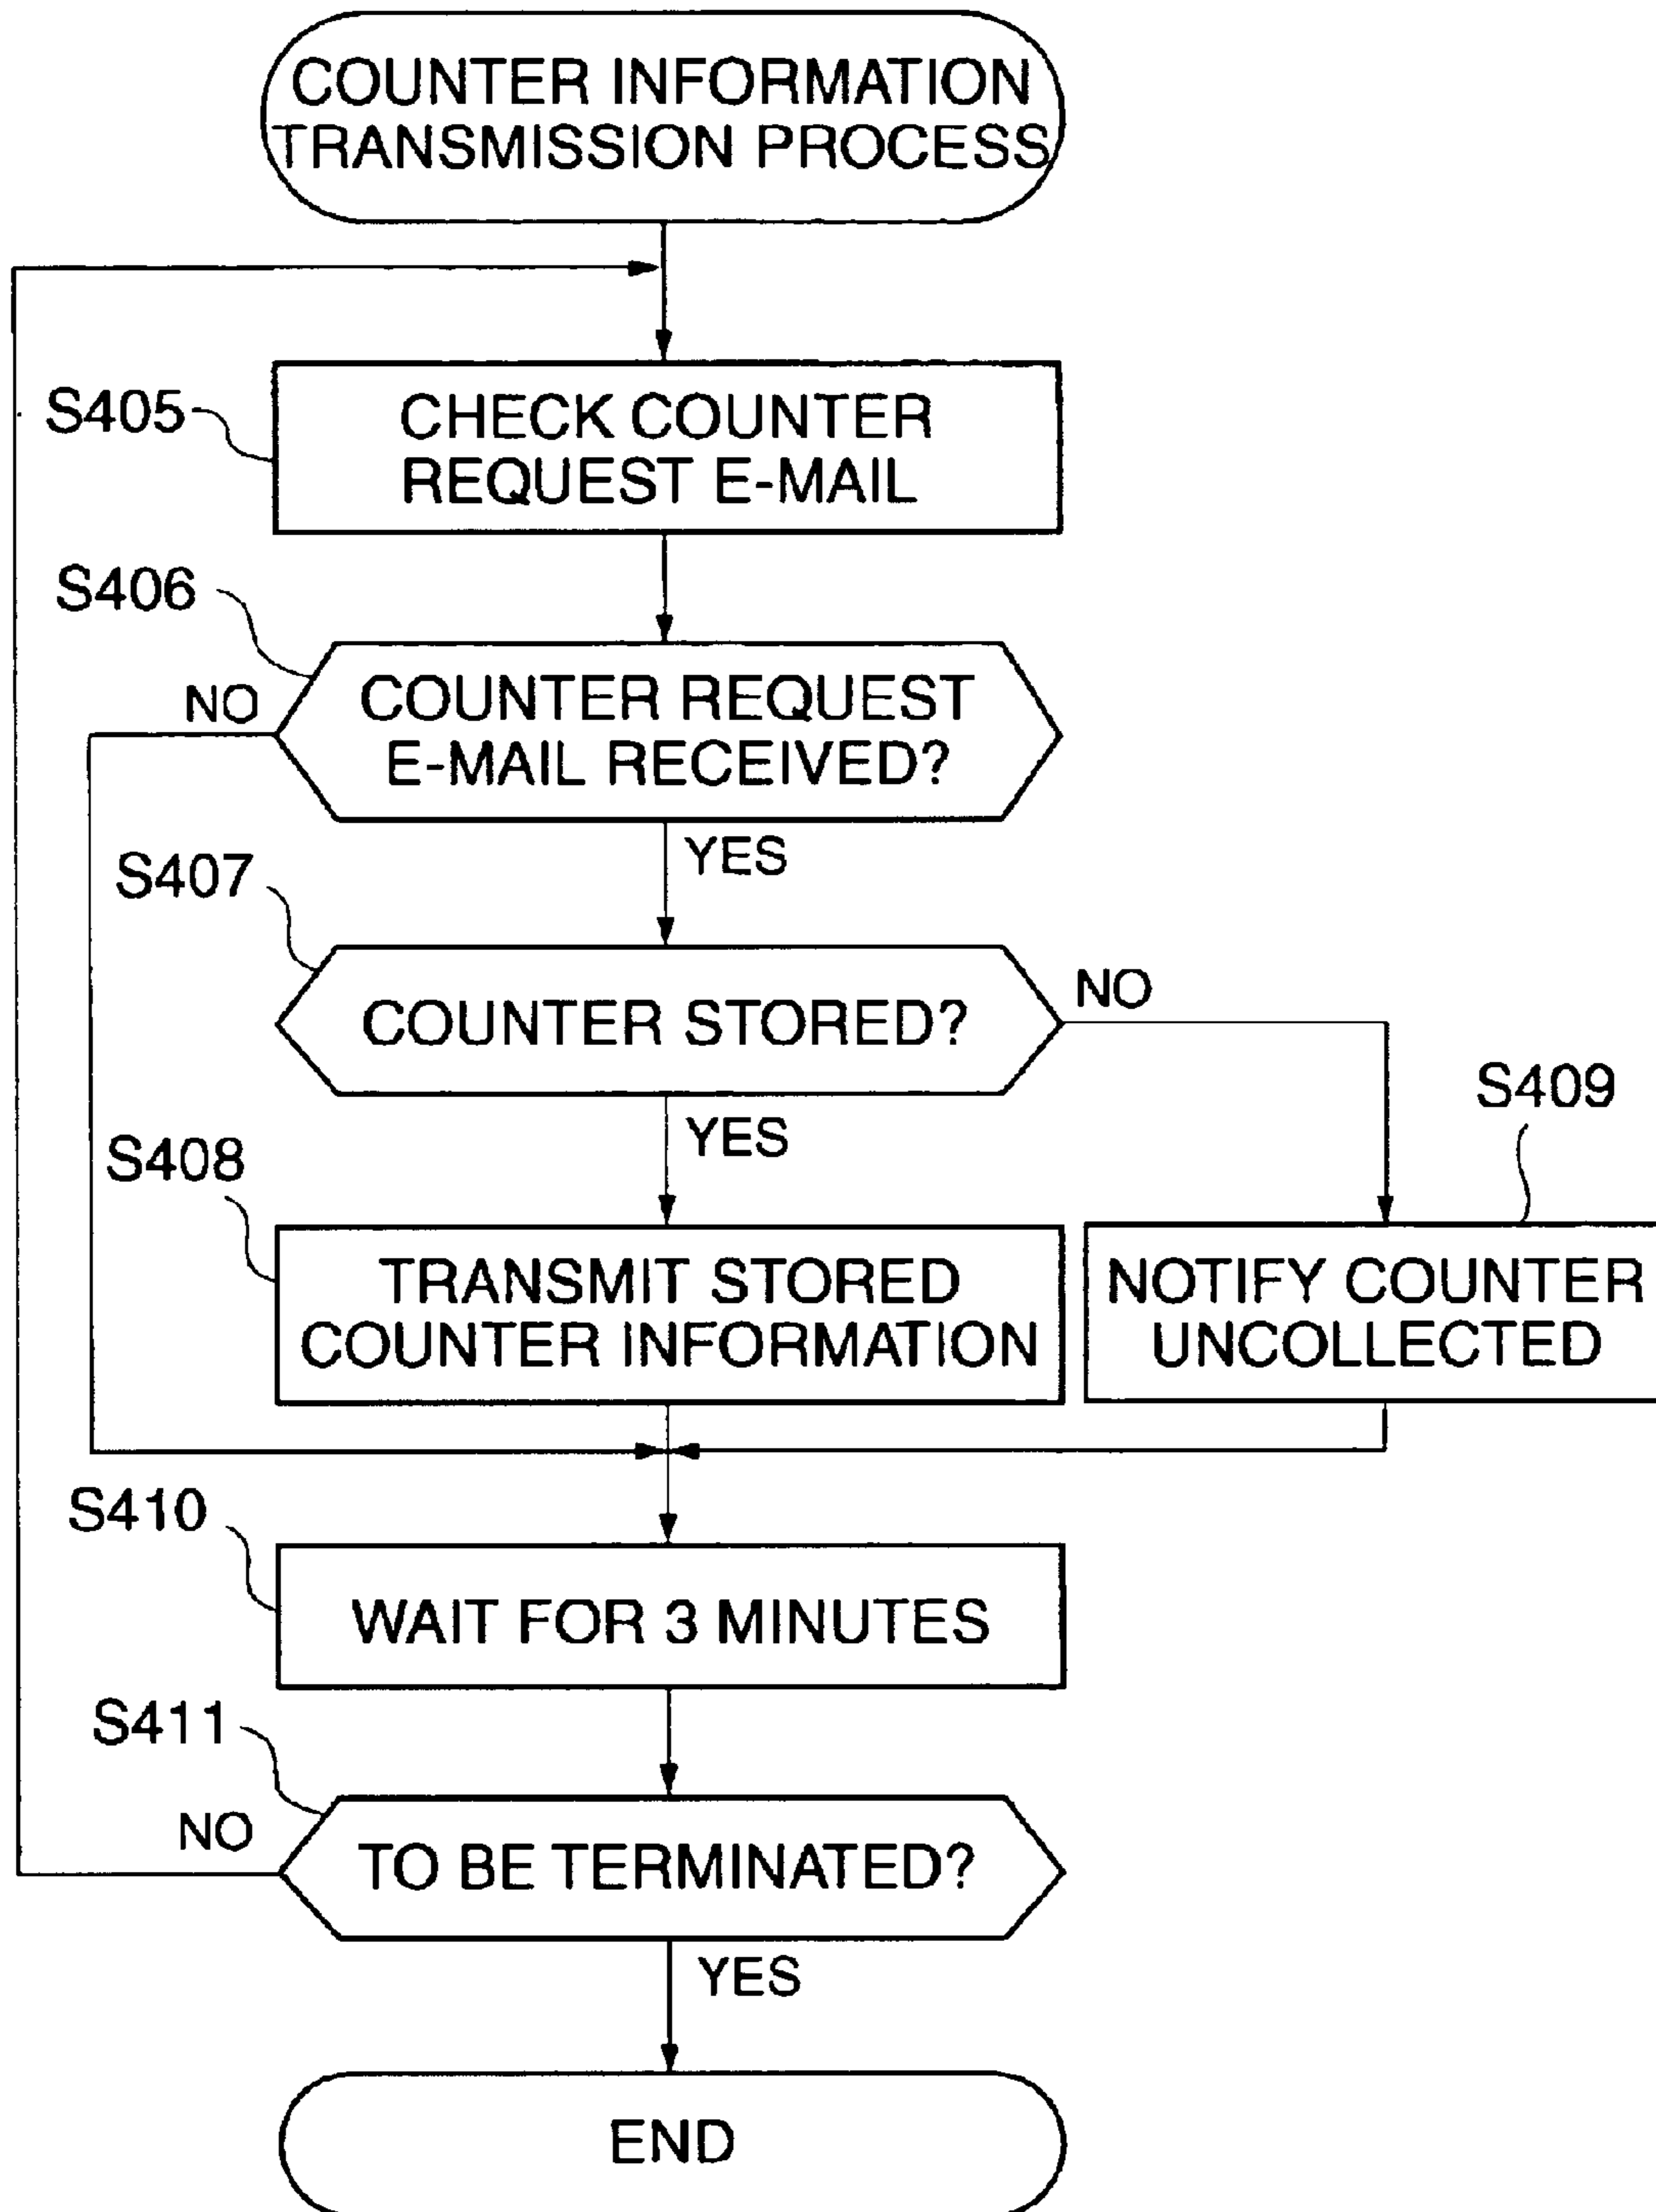 COUNTER INFORMATION
TRANSMISSION PROCESS
S405
CHECK COUNTER
REQUEST E-MAIL
S406
NO
COUNTER REQUEST
E-MAIL RECEIVED?
YES
S407
COUNTER STORED?
NO
YES
S409
S408
TRANSMIT STORED
COUNTER INFORMATION
NOTIFY COUNTER
UNCOLLECTED
S410
WAIT FOR 3 MINUTES
S411
NO
TO BE TERMINATED?
YES
END